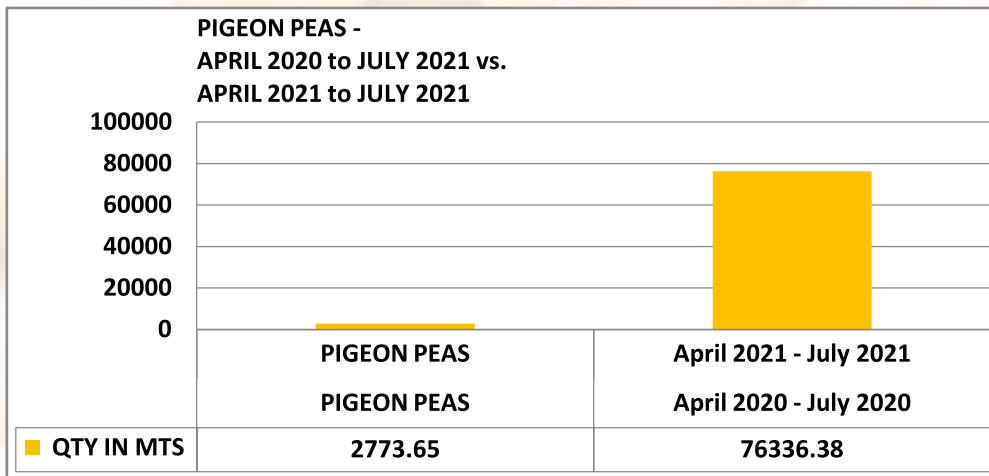 PIGEON PEAS -
APRIL 2020 to JULY 2021 vs.
APRIL 2021 to JULY 2021
100000
80000
60000
40000
20000
0
PIGEON PEAS April 2021 - July 2021
PIGEON PEAS April 2020 - July 2020
QTY IN MTS 2773.65 76336.38